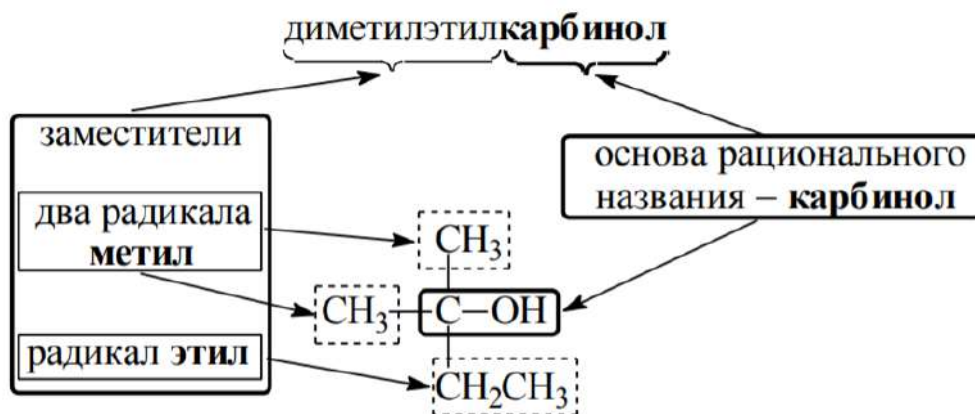 диметилэтилкарбинол
заместители
два радикала
метил
радикал этил
основа рационального
названия – карбинол
CH₃
CH₃—C—OH
CH₂CH₃